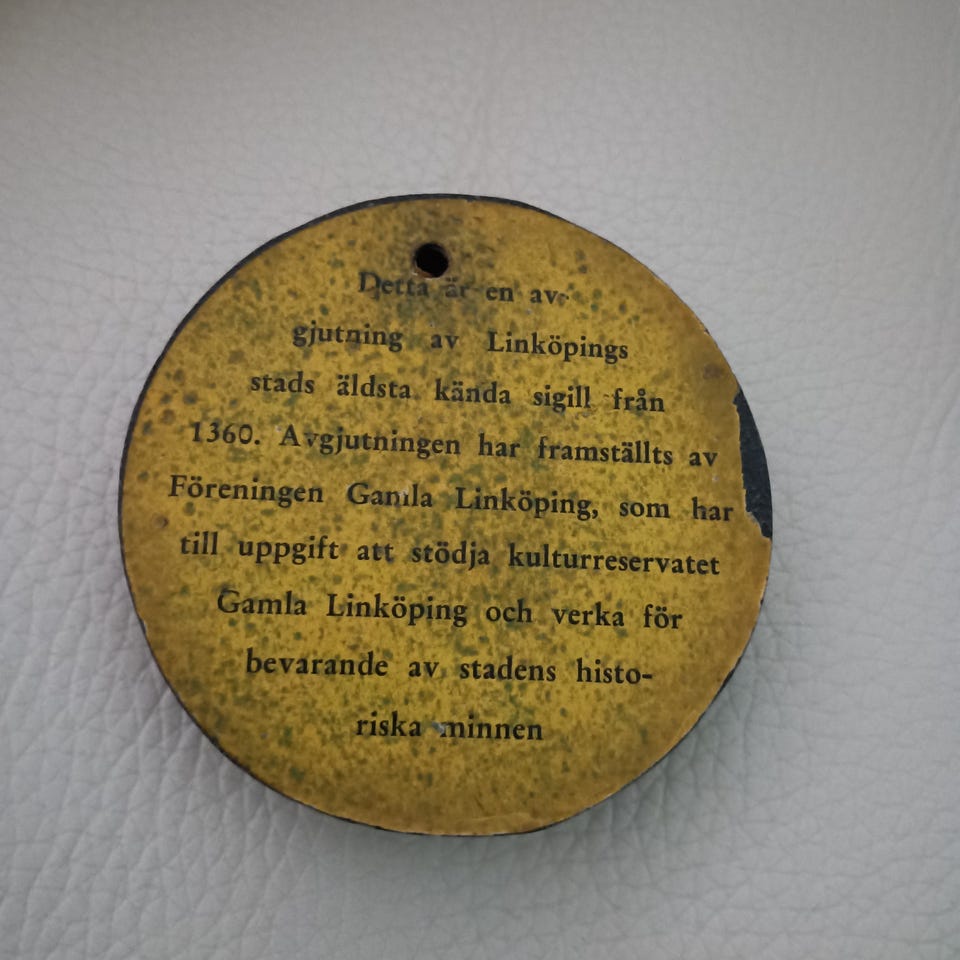 Detta är en av-
gjutning av Linköpings
stads äldsta kända sigill från
1360. Avgjutningen har framställts av
Föreningen Gamla Linköping, som har
till uppgift att stödja kulturreservatet
Gamla Linköping och verka för
bevarande av stadens histo-
riska minnen